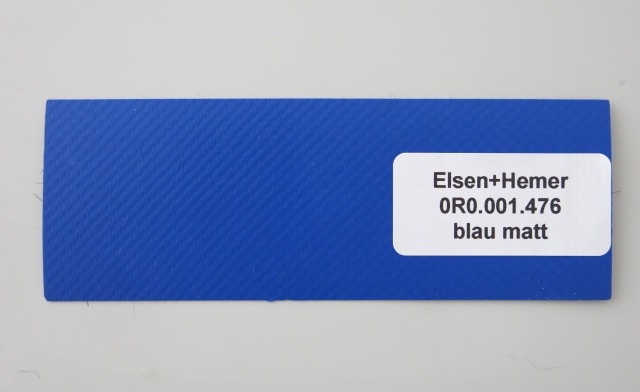 Elsen+Hemer
0R0.001.476
blau matt